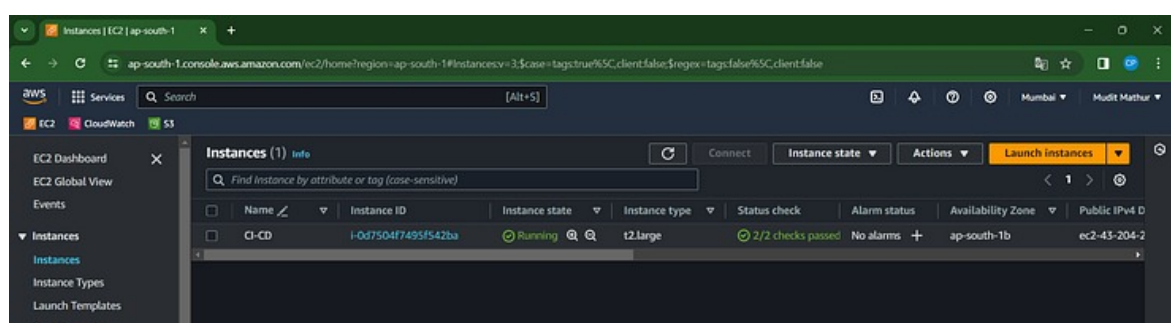 Instances | EC2 | ap-south-1
ap-south-1.console.aws.amazon.com/ec2/home?region=ap-south-1#Instances:v=3;$case=tags:true%5C,client:false;$regex=tags:false%5C,client:false
aws Services Search [Alt+S] Mumbai Mudit Mathur
EC2 CloudWatch S3
EC2 Dashboard
EC2 Global View
Events
Instances
Instances
Instance Types
Launch Templates
Instances (1) Info Connect Instance state Actions Launch instances
Find Instance by attribute or tag (case-sensitive) 1
Name Instance ID Instance state Instance type Status check Alarm status Availability Zone Public IPv4 D
CI-CD i-0d7504f7495f542ba Running t2.large 2/2 checks passed No alarms ap-south-1b ec2-43-204-2